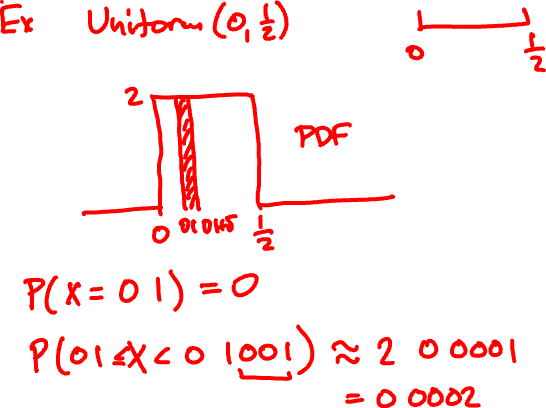 Ex Uniform (0, 1/2)
0 1/2
2
PDF
0 1/2
P(X = 0 1) = 0
P(0 1 ≤ X < 0 1001) ≈ 2 0 0001
= 0 0002